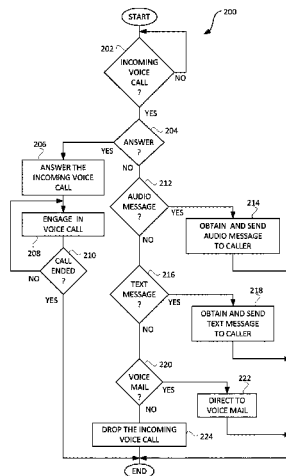 START
200
202
INCOMING
VOICE
CALL
?
NO
YES
204
ANSWER
?
YES
NO
206
ANSWER THE
INCOMING VOICE
CALL
ENGAGE IN
VOICE CALL
208
210
CALL
ENDED
?
NO
YES
212
AUDIO
MESSAGE
?
YES
NO
214
OBTAIN AND SEND
AUDIO MESSAGE
TO CALLER
216
TEXT
MESSAGE
?
YES
NO
218
OBTAIN AND SEND
TEXT MESSAGE
TO CALLER
220
VOICE
MAIL
?
YES
NO
222
DIRECT TO
VOICE MAIL
DROP THE INCOMING
VOICE CALL
224
END